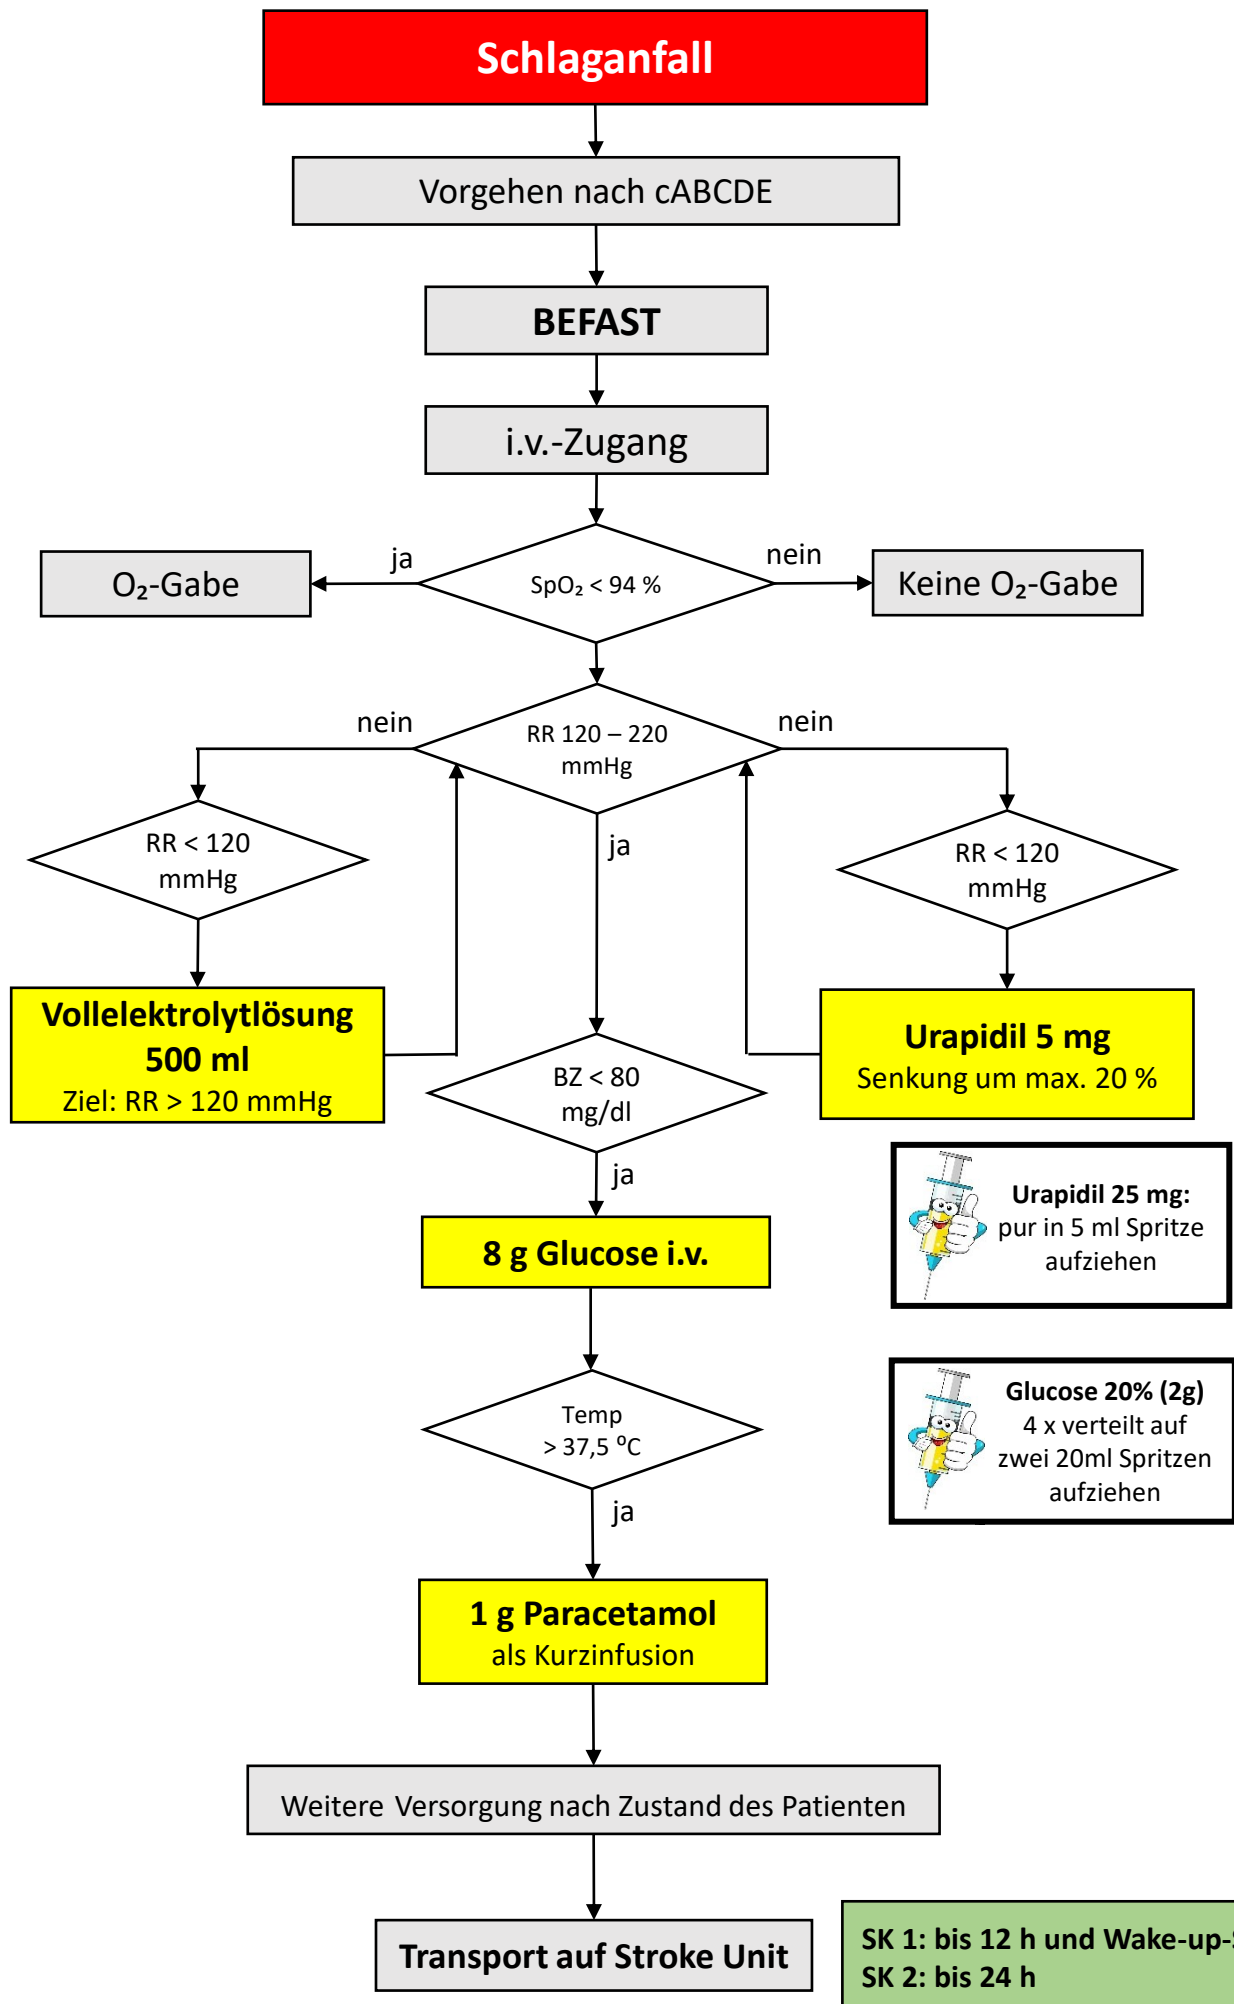 Schlaganfall
Vorgehen nach cABCDE
BEFAST
i.v.-Zugang
ja
nein
O₂-Gabe
SpO₂ < 94 %
Keine O₂-Gabe
nein
RR 120 – 220
mmHg
nein
RR < 120
mmHg
ja
RR < 120
mmHg
Vollelektrolytlösung
500 ml
Ziel: RR > 120 mmHg
Urapidil 5 mg
Senkung um max. 20 %
BZ < 80
mg/dl
ja
Urapidil 25 mg:
pur in 5 ml Spritze
aufziehen
8 g Glucose i.v.
Glucose 20% (2g)
4 x verteilt auf
zwei 20ml Spritzen
aufziehen
Temp
> 37,5 ⁰C
ja
1 g Paracetamol
als Kurzinfusion
Weitere Versorgung nach Zustand des Patienten
Transport auf Stroke Unit
SK 1: bis 12 h und Wake-up-
SK 2: bis 24 h